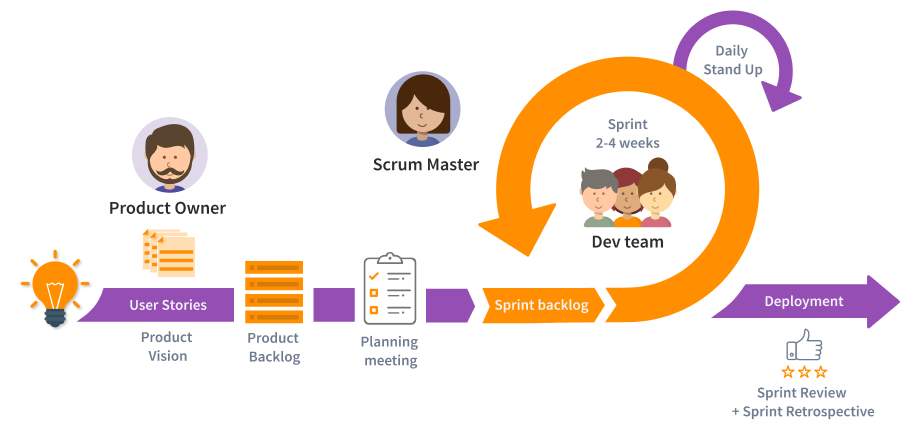 Daily
Stand Up
Sprint
2-4 weeks
Scrum Master
Product Owner
Dev team
User Stories
Sprint backlog
Deployment
Product
Vision
Product
Backlog
Planning
meeting
Sprint Review
+ Sprint Retrospective